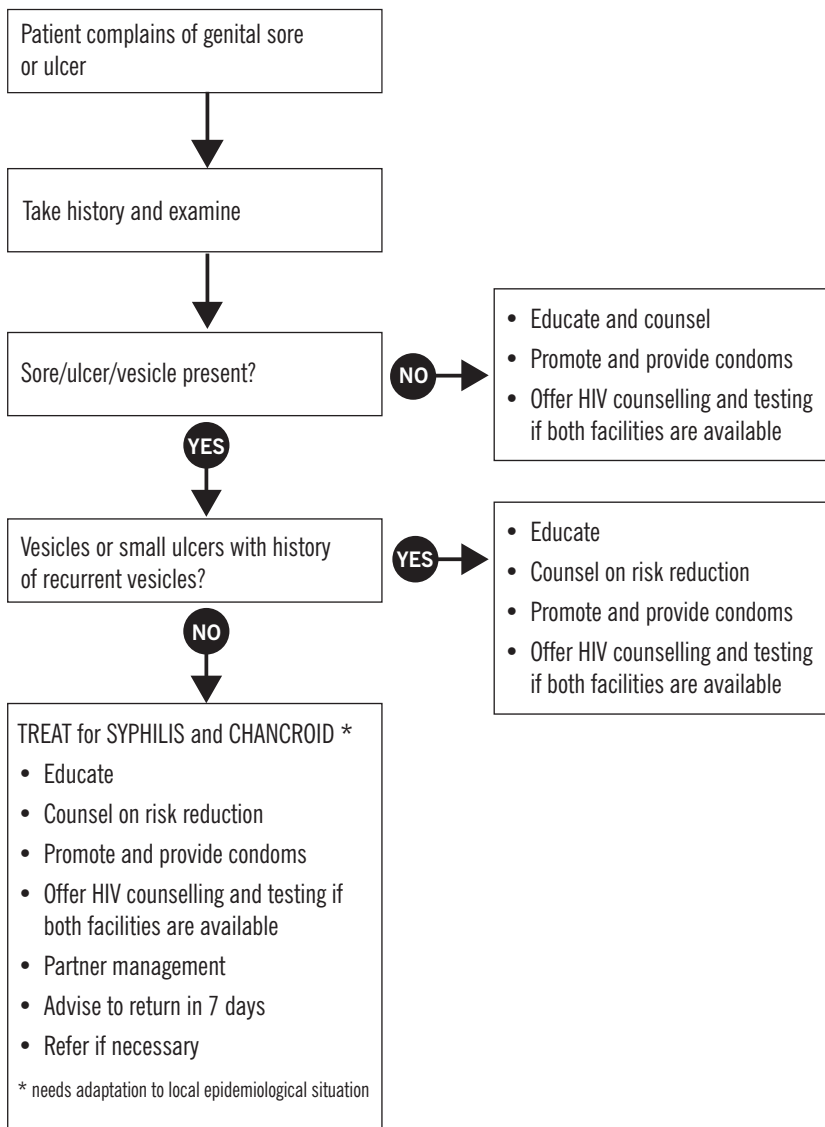 Patient complains of genital sore
or ulcer
Take history and examine
Sore/ulcer/vesicle present?
NO
• Educate and counsel
• Promote and provide condoms
• Offer HIV counselling and testing
if both facilities are available
YES
Vesicles or small ulcers with history
of recurrent vesicles?
YES
• Educate
• Counsel on risk reduction
• Promote and provide condoms
• Offer HIV counselling and testing
if both facilities are available
NO
TREAT for SYPHILIS and CHANCROID *
• Educate
• Counsel on risk reduction
• Promote and provide condoms
• Offer HIV counselling and testing if
both facilities are available
• Partner management
• Advise to return in 7 days
• Refer if necessary
* needs adaptation to local epidemiological situation